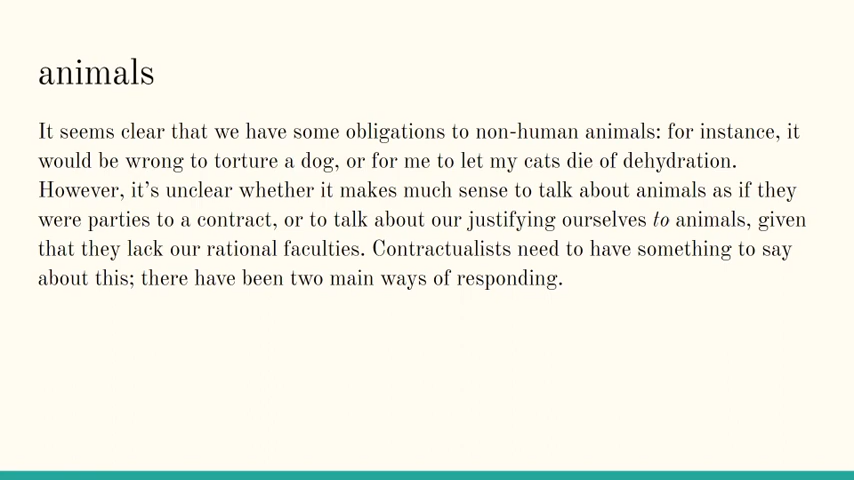 animals
It seems clear that we have some obligations to non-human animals: for instance, it
would be wrong to torture a dog, or for me to let my cats die of dehydration.
However, it’s unclear whether it makes much sense to talk about animals as if they
were parties to a contract, or to talk about our justifying ourselves to animals, given
that they lack our rational faculties. Contractualists need to have something to say
about this; there have been two main ways of responding.